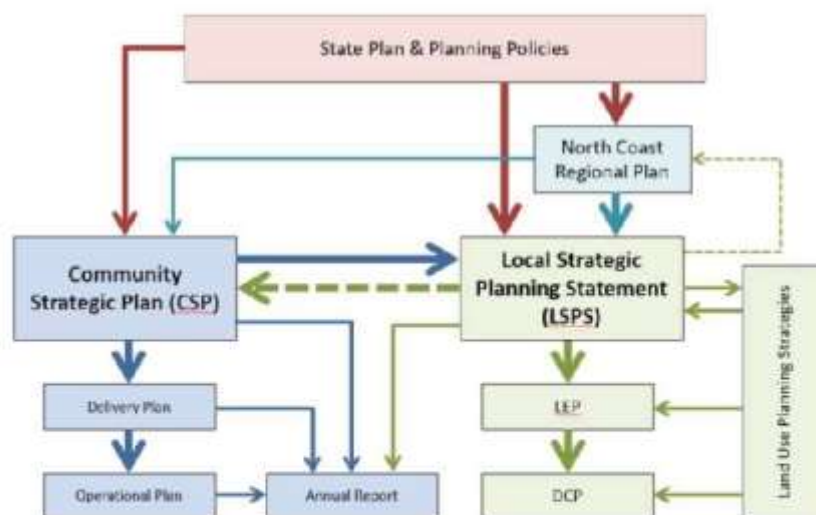 State Plan & Planning Policies
North Coast
Regional Plan
Community
Strategic Plan (CSP)
Local Strategic
Planning Statement
(LSPS)
Land Use Planning Strategies
Delivery Plan
LEP
Operational Plan
Annual Report
DCP